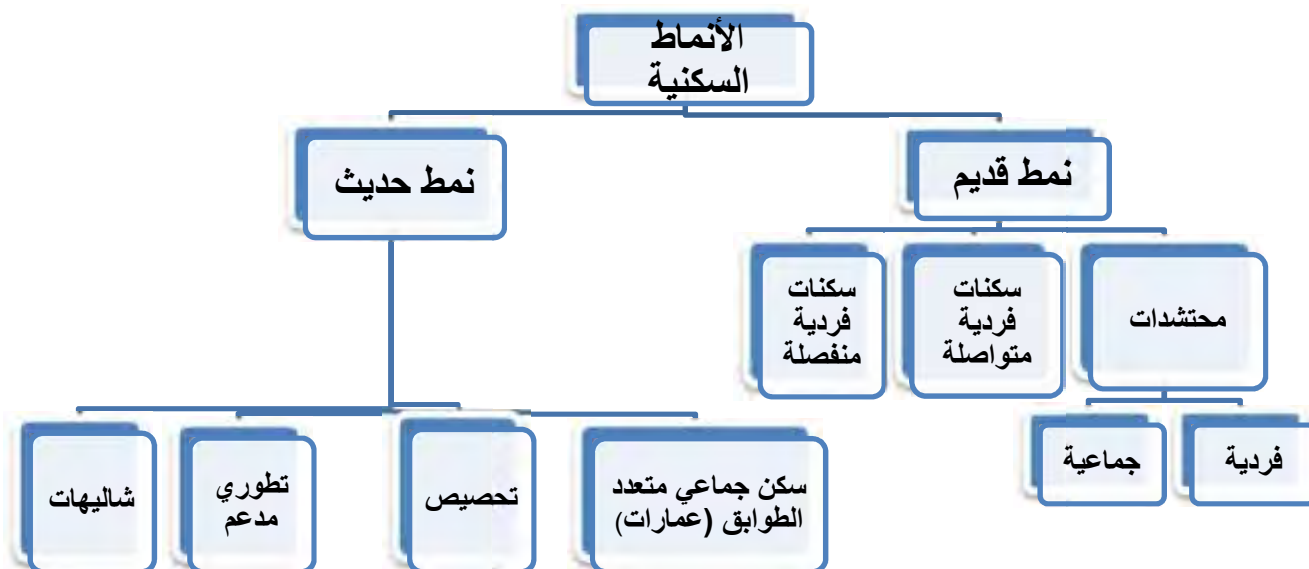 الأنماط
السكنية
نمط قديم
نمط حديث
محتشدات
سكنات
فردية
متواصلة
سكنات
فردية
منفصلة
فردية
جماعية
سكن جماعي متعدد
الطوابق (عمارات)
تحصيص
تطوري
مدعم
شاليهات